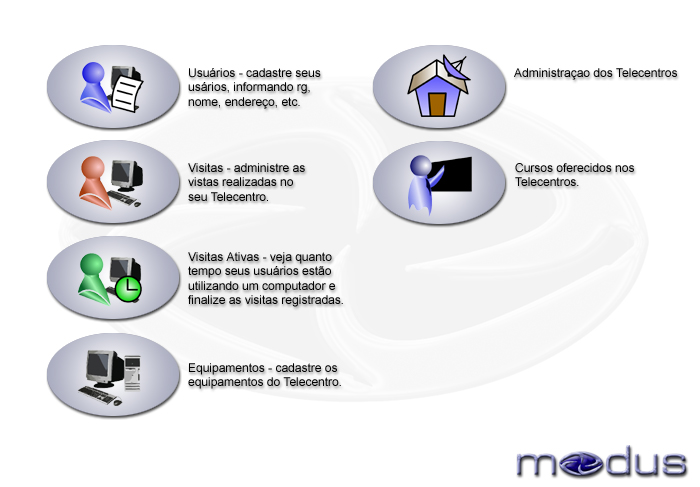 Usuários - cadastre seus
usários, informando rg,
nome, endereço, etc.
Visitas - administre as
vistas realizadas no
seu Telecentro.
Visitas Ativas - veja quanto
tempo seus usuários estão
utilizando um computador e
finalize as visitas registradas.
Equipamentos - cadastre os
equipamentos do Telecentro.
Administraçao dos Telecentros
Cursos oferecidos nos
Telecentros.
modus